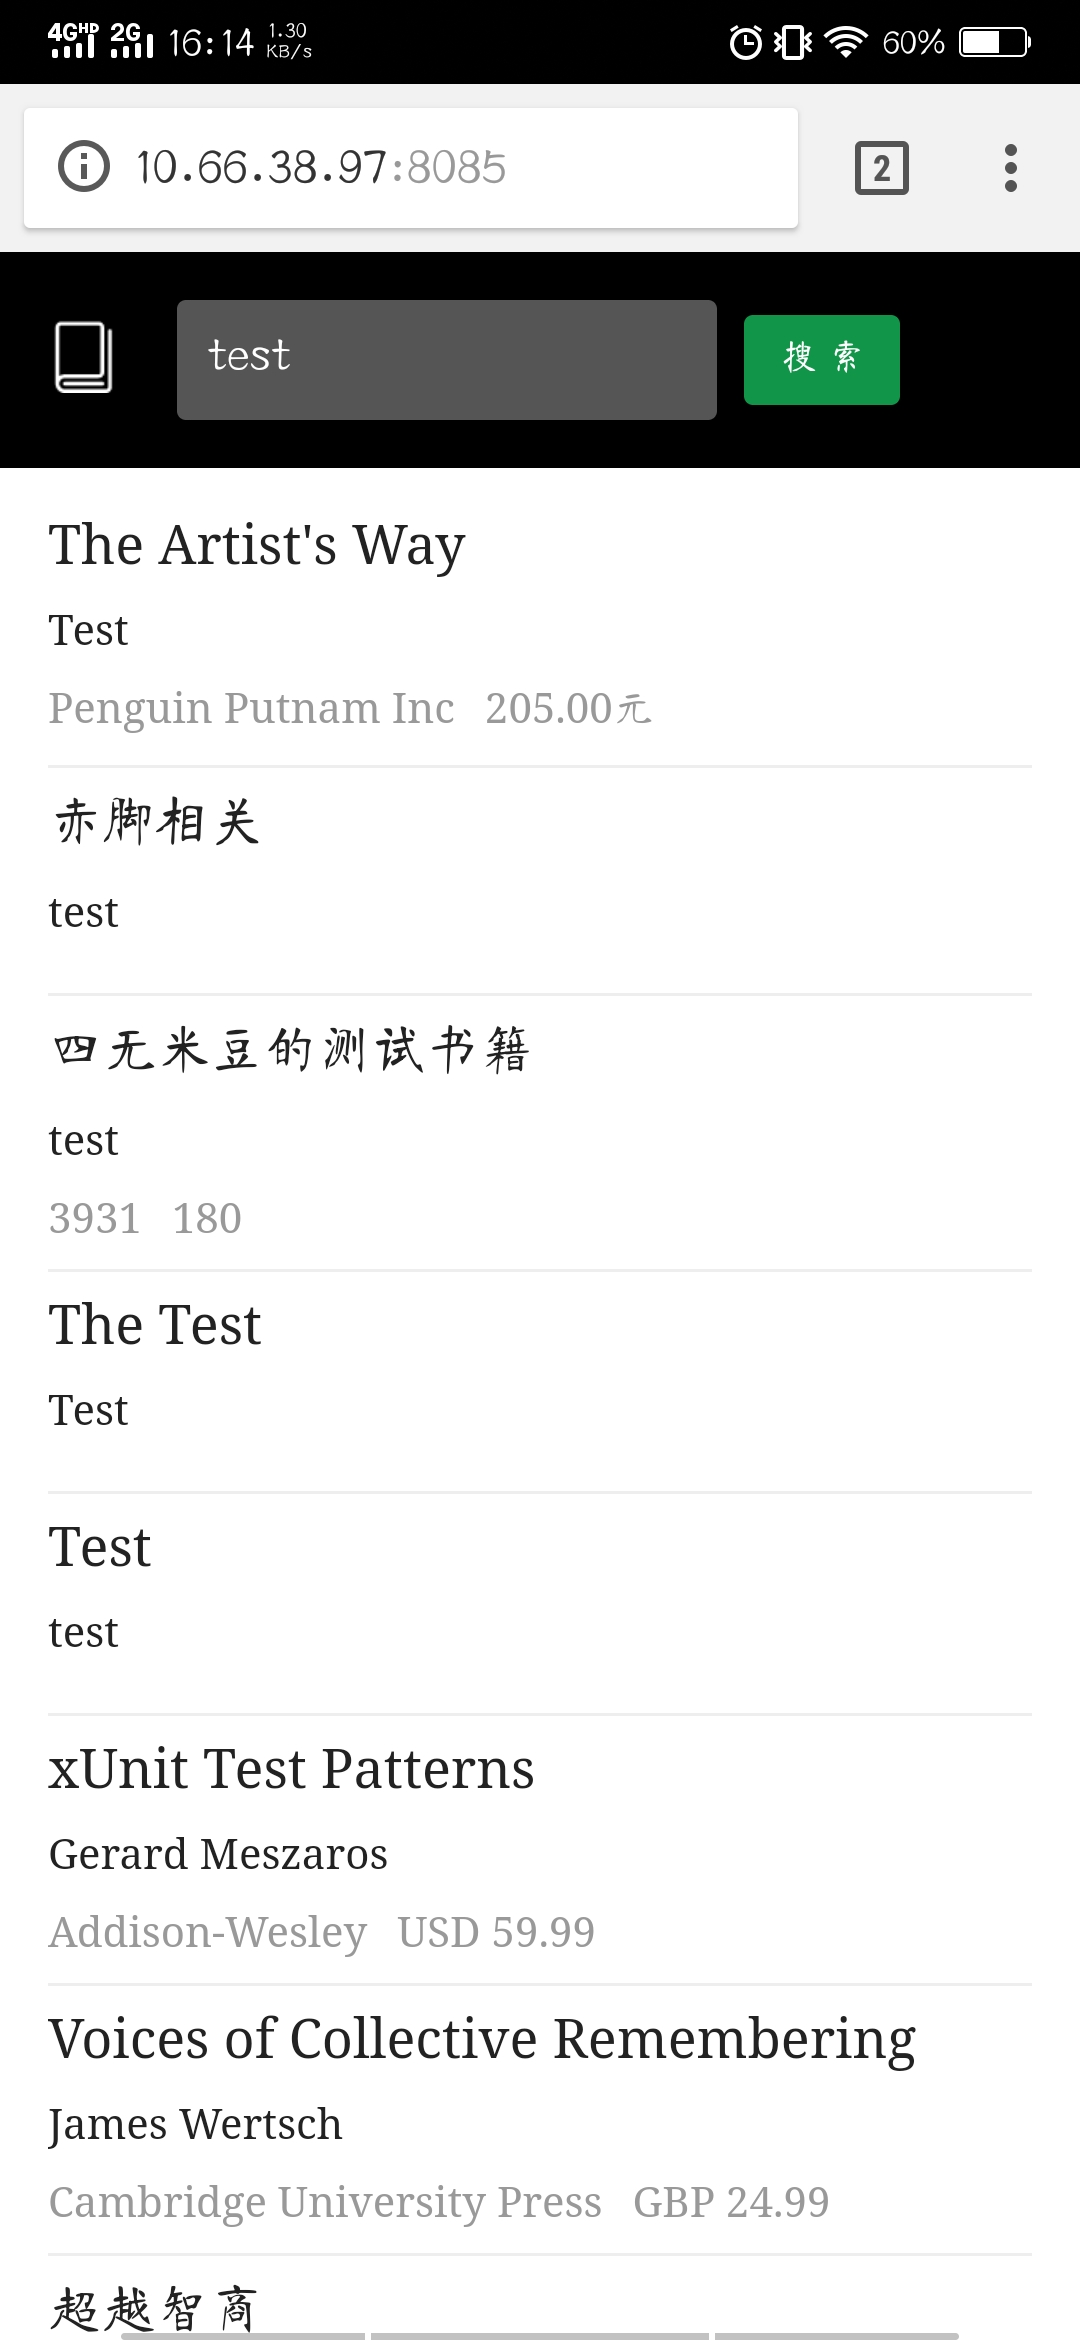 4GHD 2G 16:14 1.30 KB/s 60%
10.66.38.97:8085 2
test 搜索
The Artist's Way
Test
Penguin Putnam Inc 205.00元
赤脚相关
test
四无米豆的测试书籍
test
3931 180
The Test
Test
Test
test
xUnit Test Patterns
Gerard Meszaros
Addison-Wesley USD 59.99
Voices of Collective Remembering
James Wertsch
Cambridge University Press GBP 24.99
超越智商